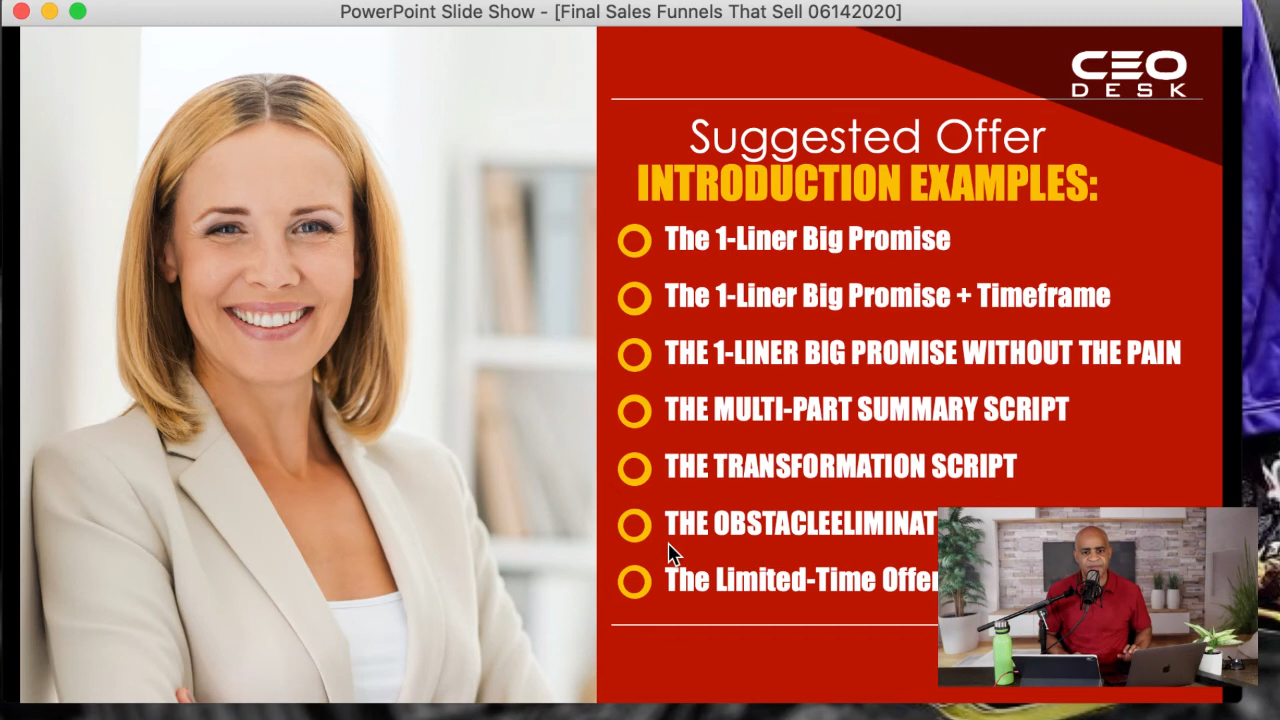 PowerPoint Slide Show - [Final Sales Funnels That Sell 06142020]
CEO
DESK
Suggested Offer
INTRODUCTION EXAMPLES:
The 1-Liner Big Promise
The 1-Liner Big Promise + Timeframe
THE 1-LINER BIG PROMISE WITHOUT THE PAIN
THE MULTI-PART SUMMARY SCRIPT
THE TRANSFORMATION SCRIPT
THE OBSTACLEELIMINAT
The Limited-Time Offer